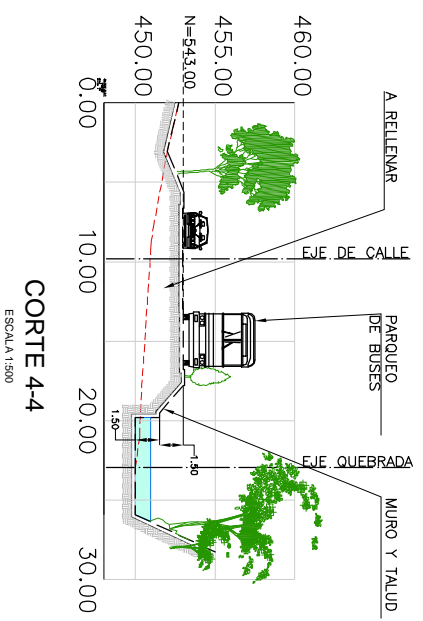 A RELLENAR
EJE DE CALLE
PARQUEO
DE BUSES
EJE QUEBRADA
MURO Y TALUD
460.00
455.00
N=543.00
450.00
1.50
1.50
0.00
10.00
20.00
30.00
CORTE 4-4
ESCALA 1:500